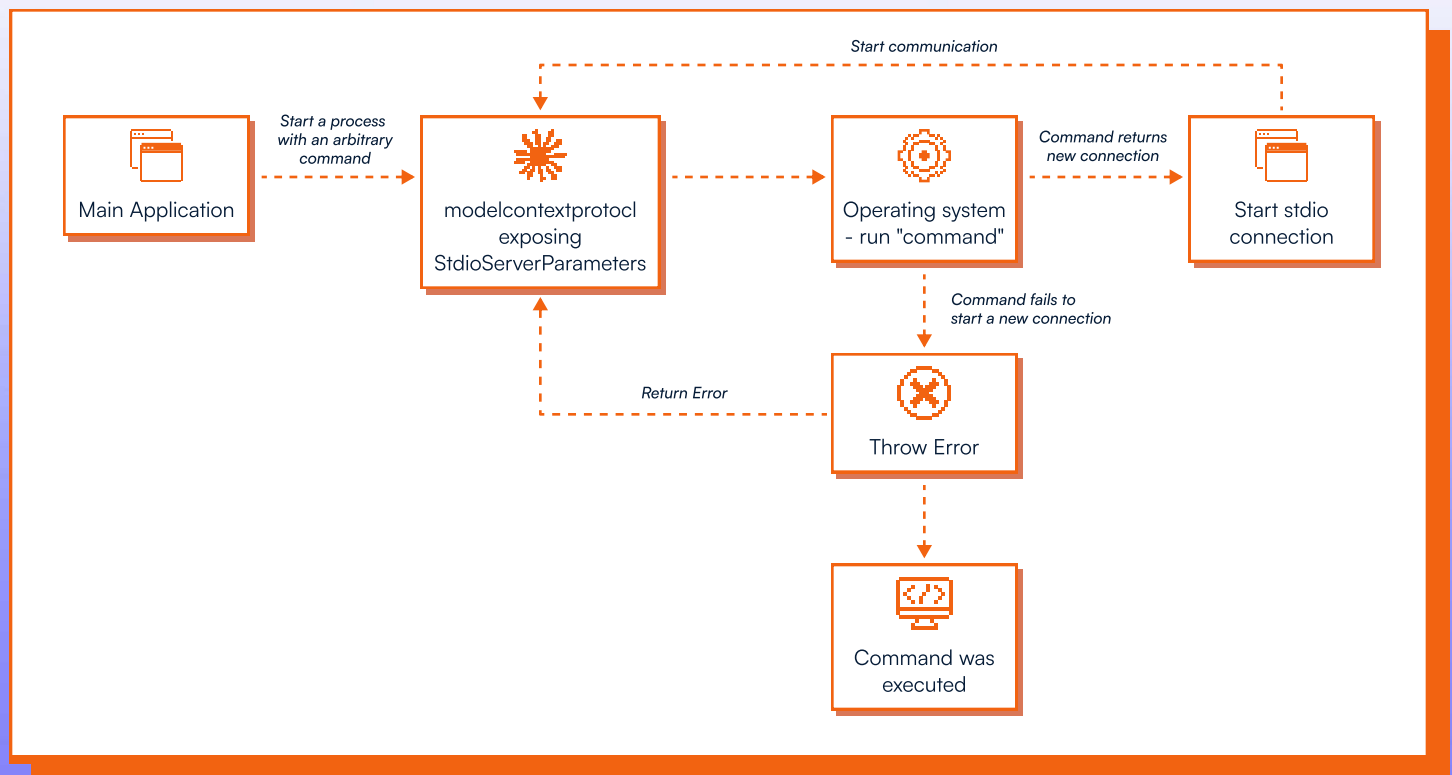 Start communication
Start a process
with an arbitrary
command
Command returns
new connection
Main Application
modelcontextprotocl
exposing
StdioServerParameters
Operating system
- run "command"
Start stdio
connection
Command fails to
start a new connection
Return Error
Throw Error
Command was
executed